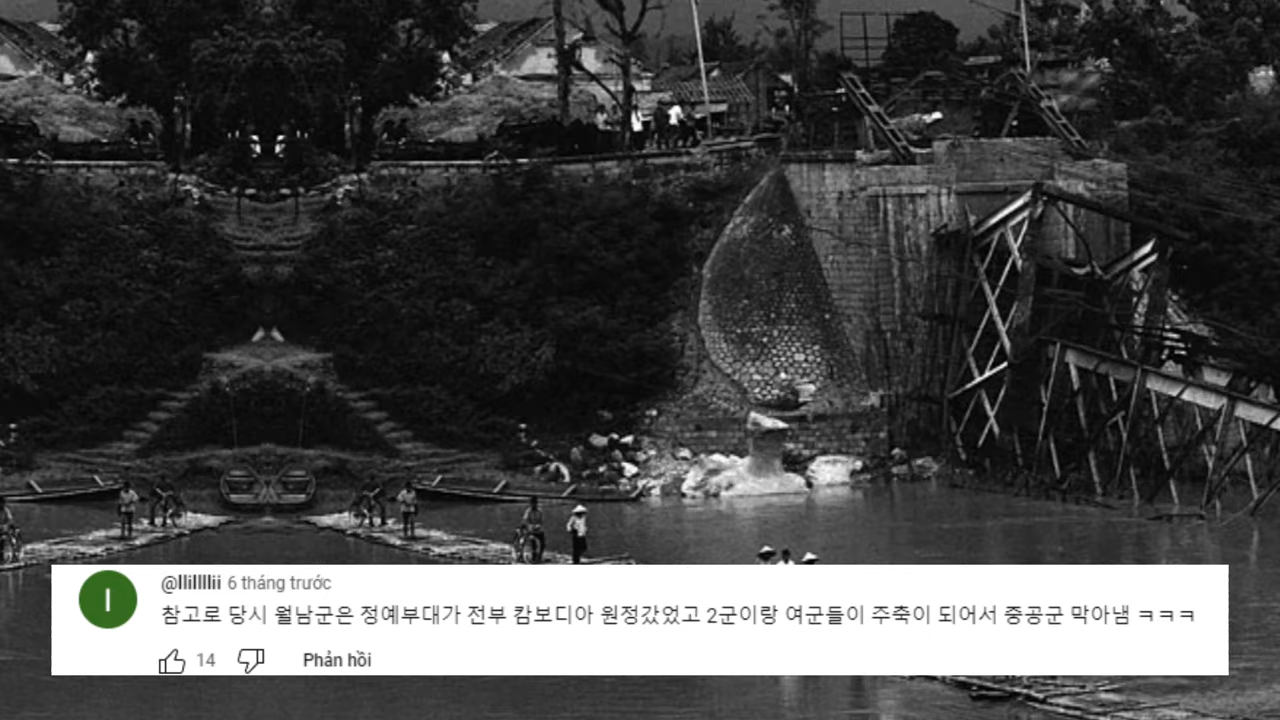 I
@llilllii 6 tháng trước
참고로 당시 월남군은 정예부대가 전부 캄보디아 원정갔었고 2군이랑 여군들이 주축이 되어서 중공군 막아냄 ㅋㅋㅋ
14 Phản hồi